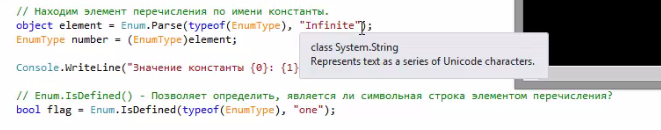 // Находим элемент перечисления по имени константы.
object element = Enum.Parse(typeof(EnumType), "Infinite");
EnumType number = (EnumType)element;
class System.String
Represents text as a series of Unicode characters.
Console.WriteLine("Значение константы {0}: {1}
// Enum.IsDefined() - Позволяет определить, является ли символьная строка элементом перечисления?
bool flag = Enum.IsDefined(typeof(EnumType), "one");